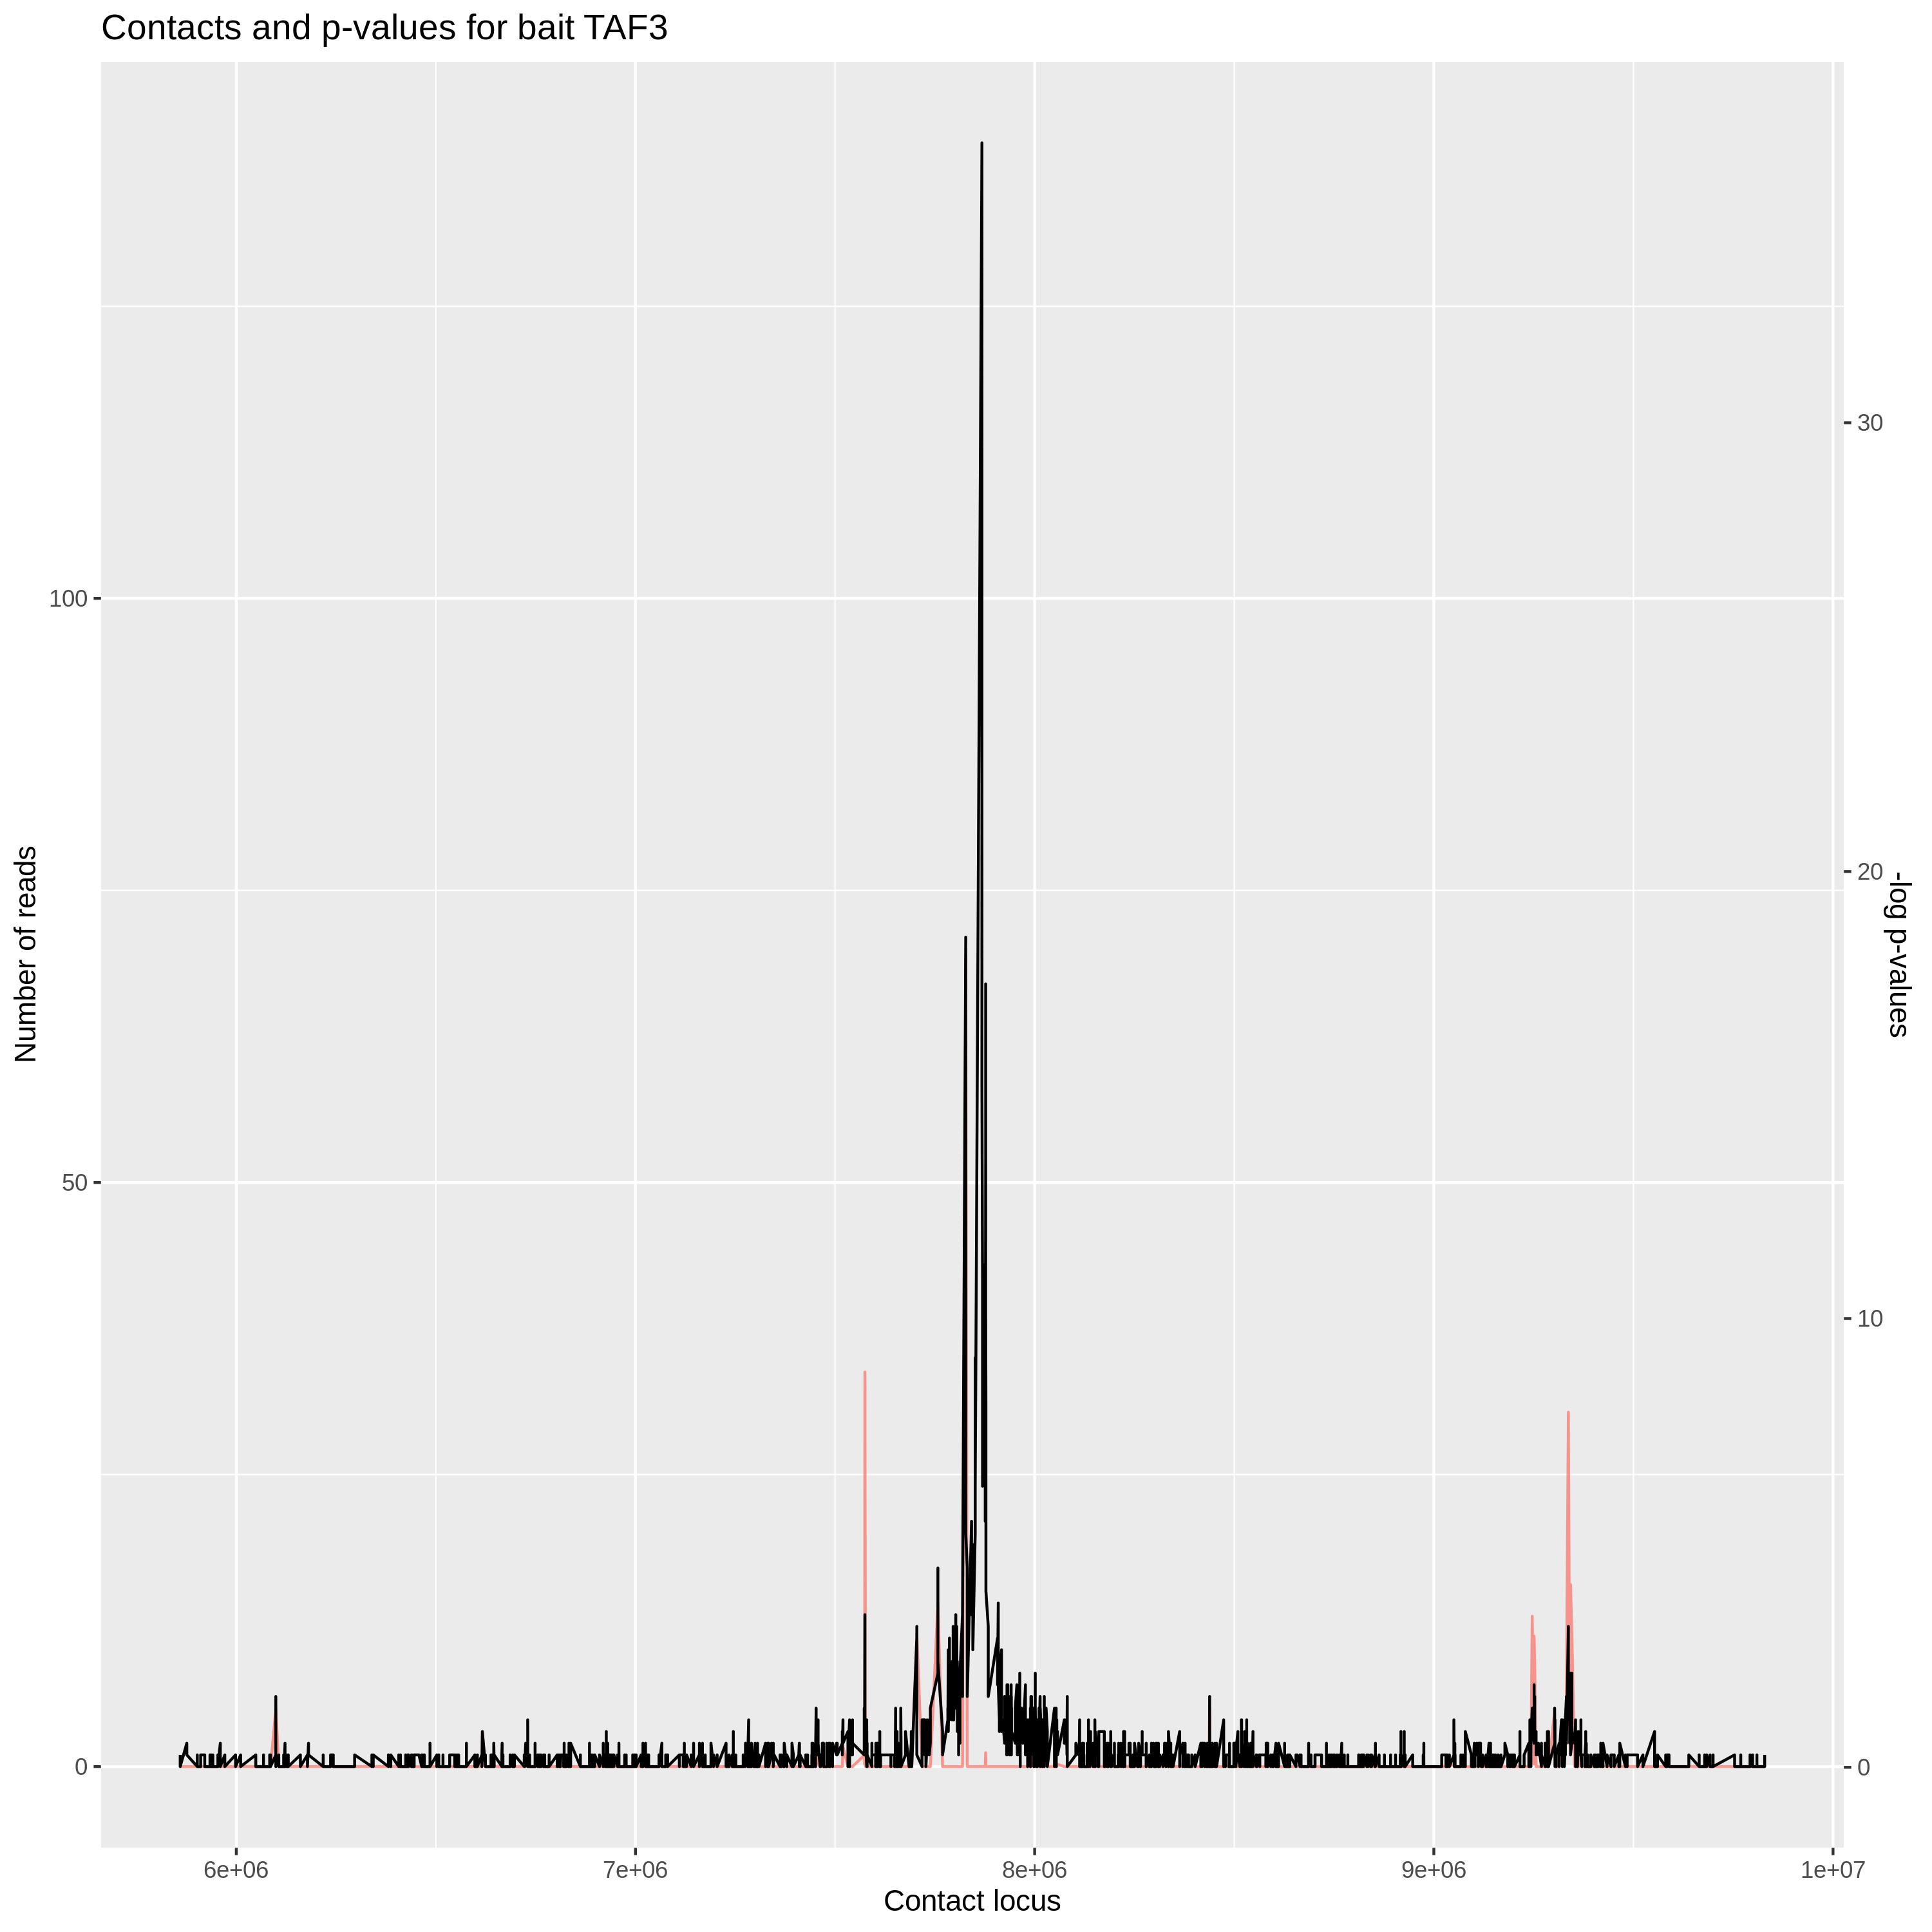 Contacts and p-values for bait TAF3
Number of reads
100
50
0
30
20
10
0
-log p-values
6e+06
7e+06
8e+06
9e+06
1e+07
Contact locus